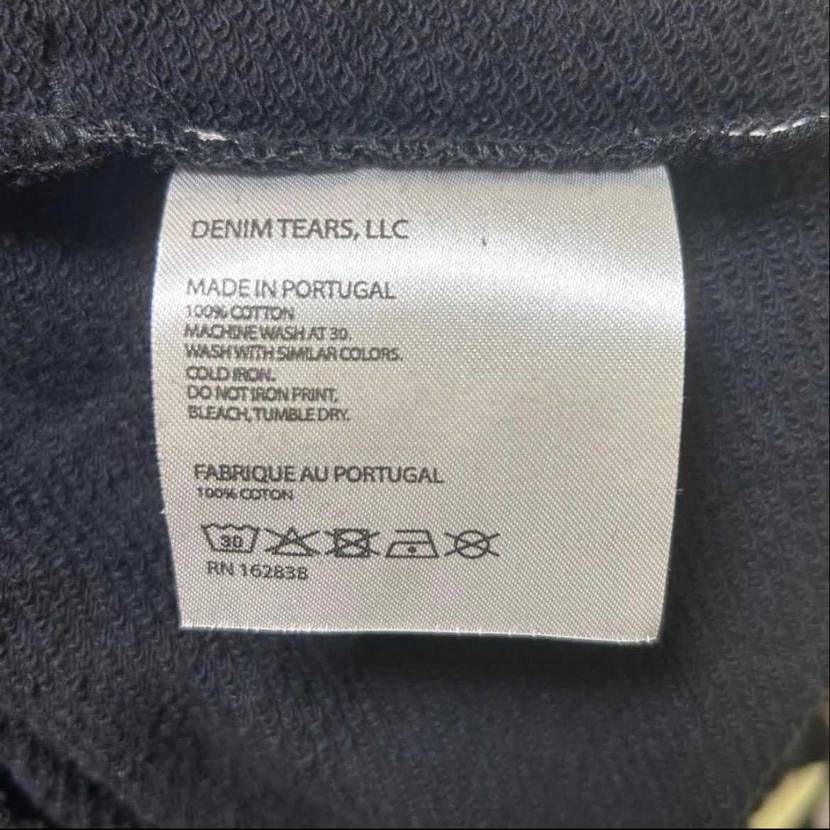 DENIM TEARS, LLC
MADE IN PORTUGAL
100% COTTON
MACHINE WASH AT 30.
WASH WITH SIMILAR COLORS.
COLD IRON.
DO NOT IRON PRINT,
BLEACH, TUMBLE DRY.
FABRIQUE AU PORTUGAL
100% COTON
30
RN 162838